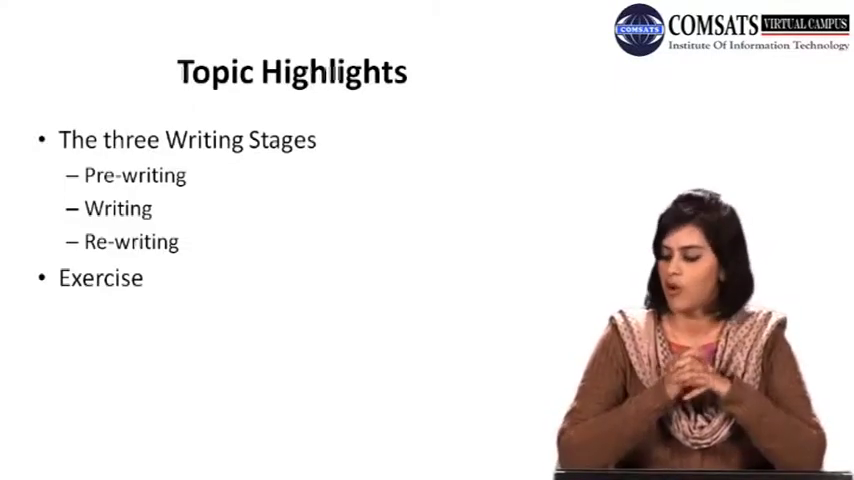 COMSATS VIRTUAL CAMPUS
COMSATS
Institute Of Information Technology
Topic Highlights
• The three Writing Stages
– Pre-writing
– Writing
– Re-writing
• Exercise